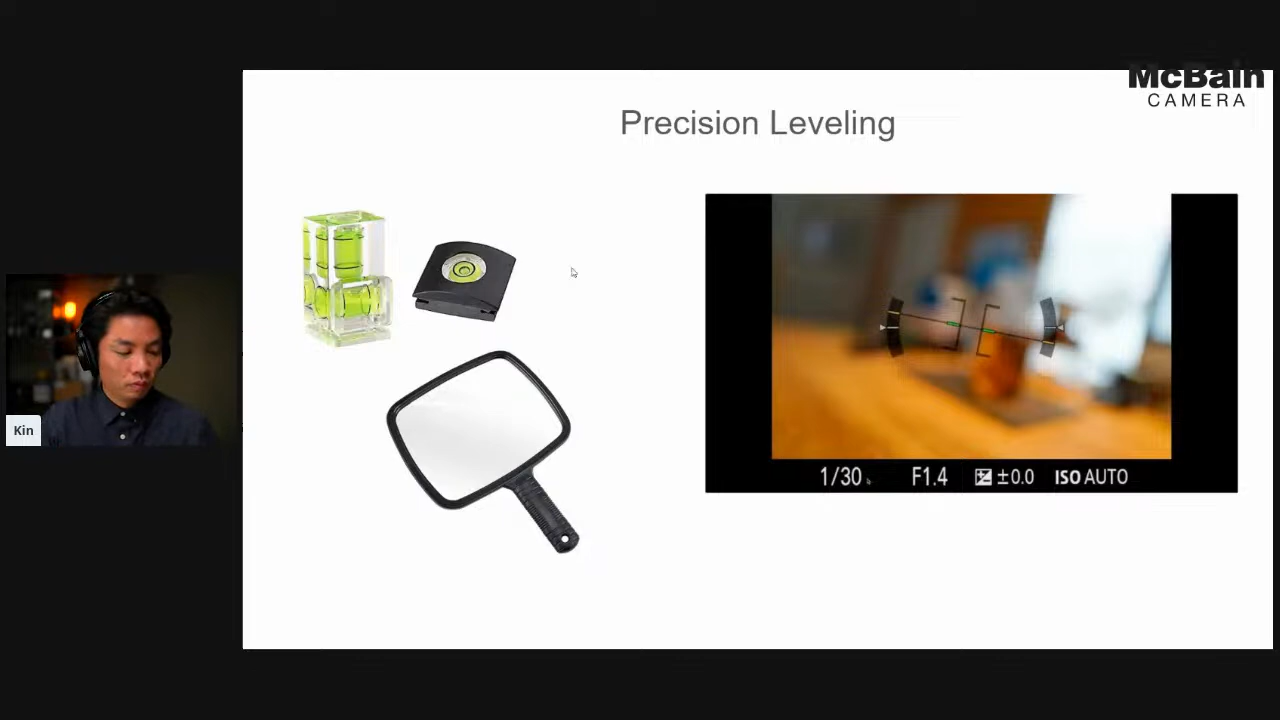 McBain
CAMERA
Precision Leveling
Kin
1/30 F1.4 ±0.0 ISO AUTO